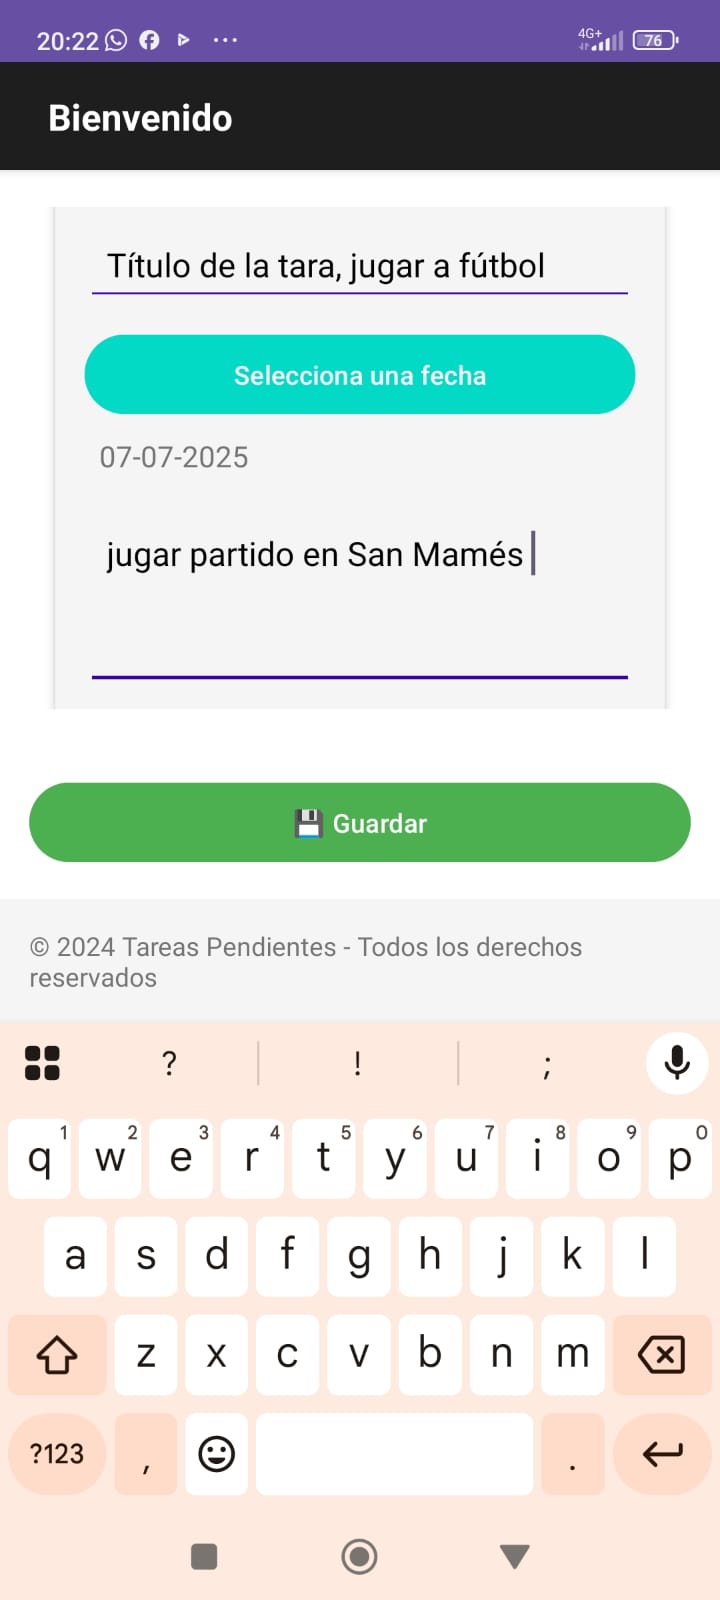 20:22 4G+ 76
Bienvenido
Título de la tara, jugar a fútbol
Selecciona una fecha
07-07-2025
jugar partido en San Mamés
💾 Guardar
© 2024 Tareas Pendientes - Todos los derechos
reservados
? ! ;
q 1 w 2 e 3 r 4 t 5 y 6 u 7 i 8 o 9 p 0
a s d f g h j k l
z x c v b n m
?123 , .